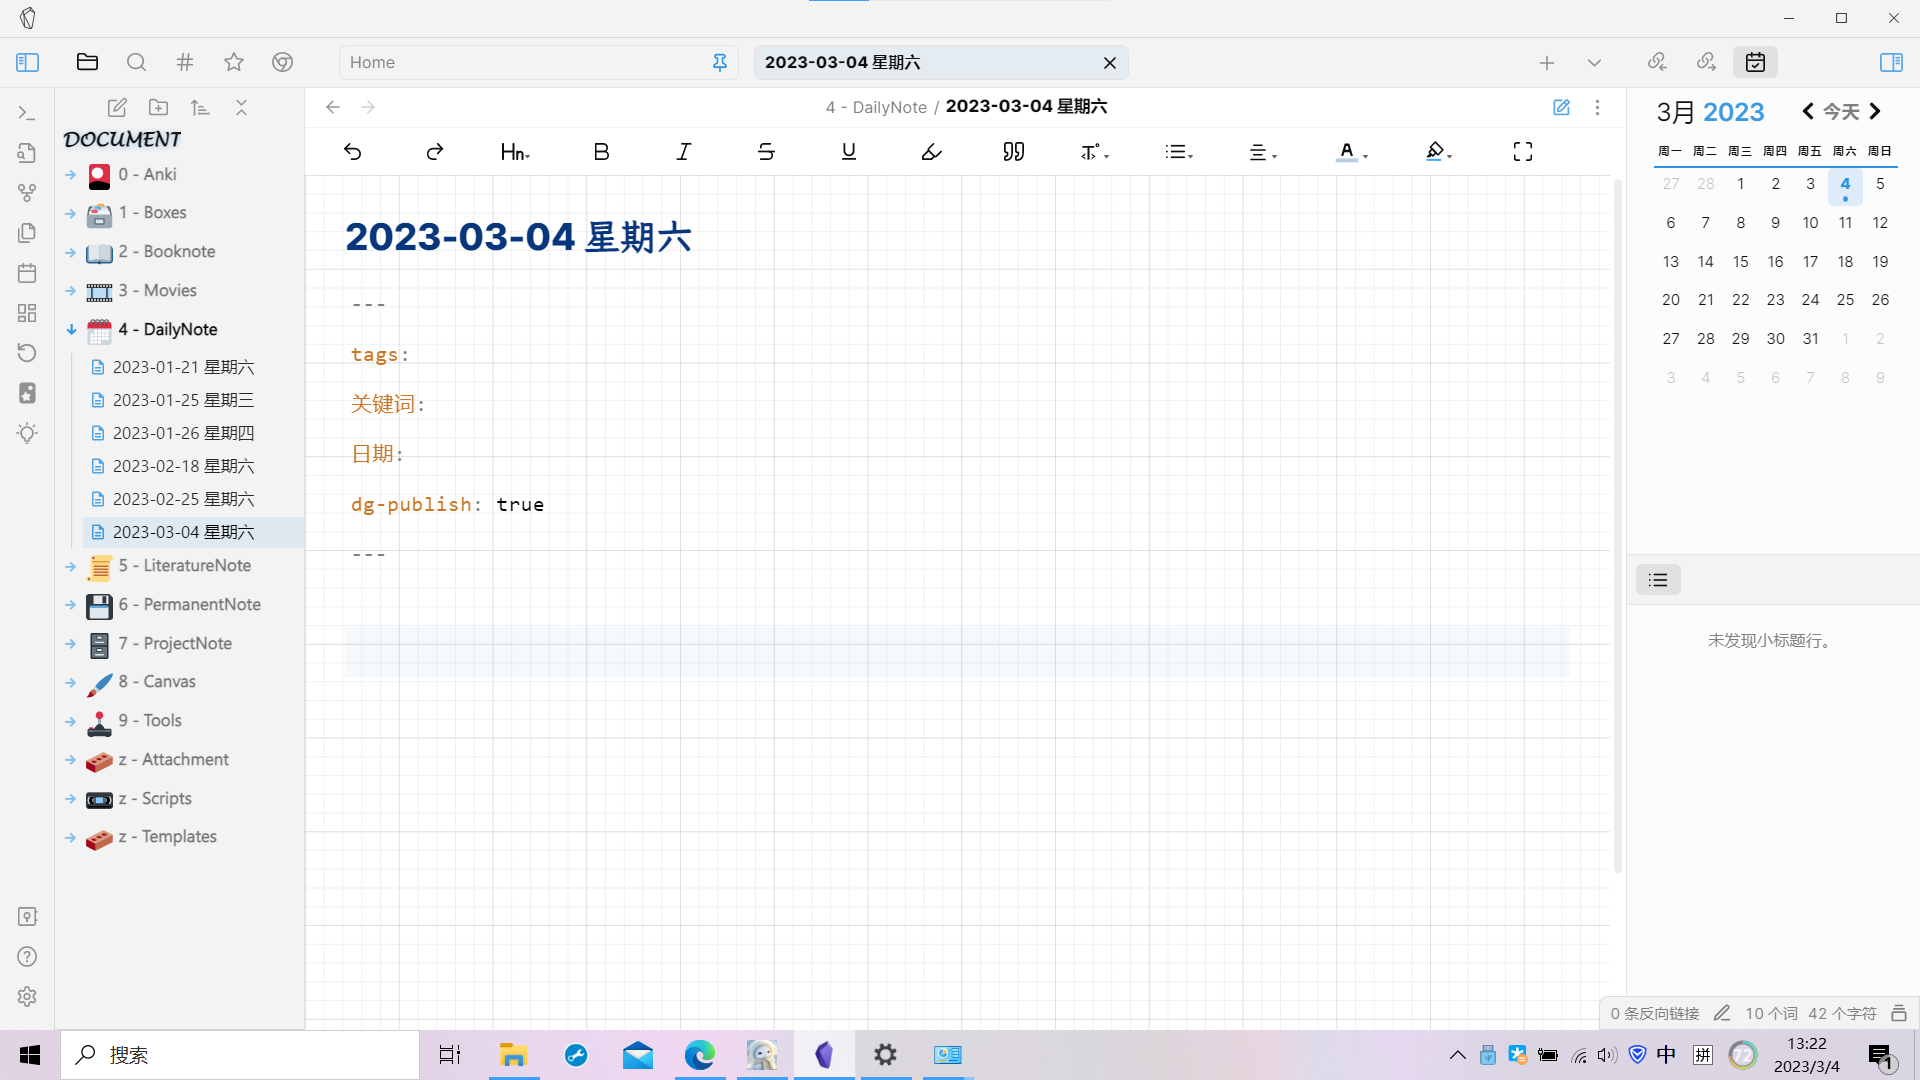 Home
2023-03-04 星期六
4 - DailyNote / 2023-03-04 星期六
DOCUMENT
0 - Anki
1 - Boxes
2 - Booknote
3 - Movies
4 - DailyNote
2023-01-21 星期六
2023-01-25 星期三
2023-01-26 星期四
2023-02-18 星期六
2023-02-25 星期六
2023-03-04 星期六
5 - LiteratureNote
6 - PermanentNote
7 - ProjectNote
8 - Canvas
9 - Tools
z - Attachment
z - Scripts
z - Templates
2023-03-04 星期六
---
tags:
关键词:
日期:
dg-publish: true
---
3月 2023
今天
周一 周二 周三 周四 周五 周六 周日
27 28 1 2 3 4 5
6 7 8 9 10 11 12
13 14 15 16 17 18 19
20 21 22 23 24 25 26
27 28 29 30 31 1 2
3 4 5 6 7 8 9
未发现小标题行。
0 条反向链接 10 个词 42 个字符
搜索
中
拼
72
13:22
2023/3/4
1